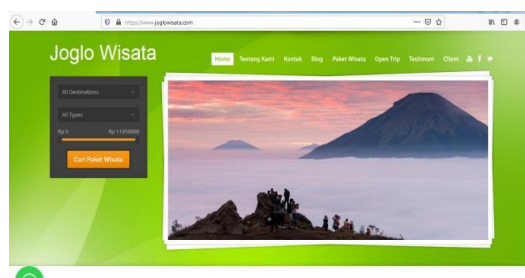 https://www.joglowisata.com
Joglo Wisata
Home Tentang Kami Kontak Blog Paket Wisata Open Trip Testimoni Client
All Destinations
All Types
Rp 0 Rp 11350000
Cari Paket Wisata